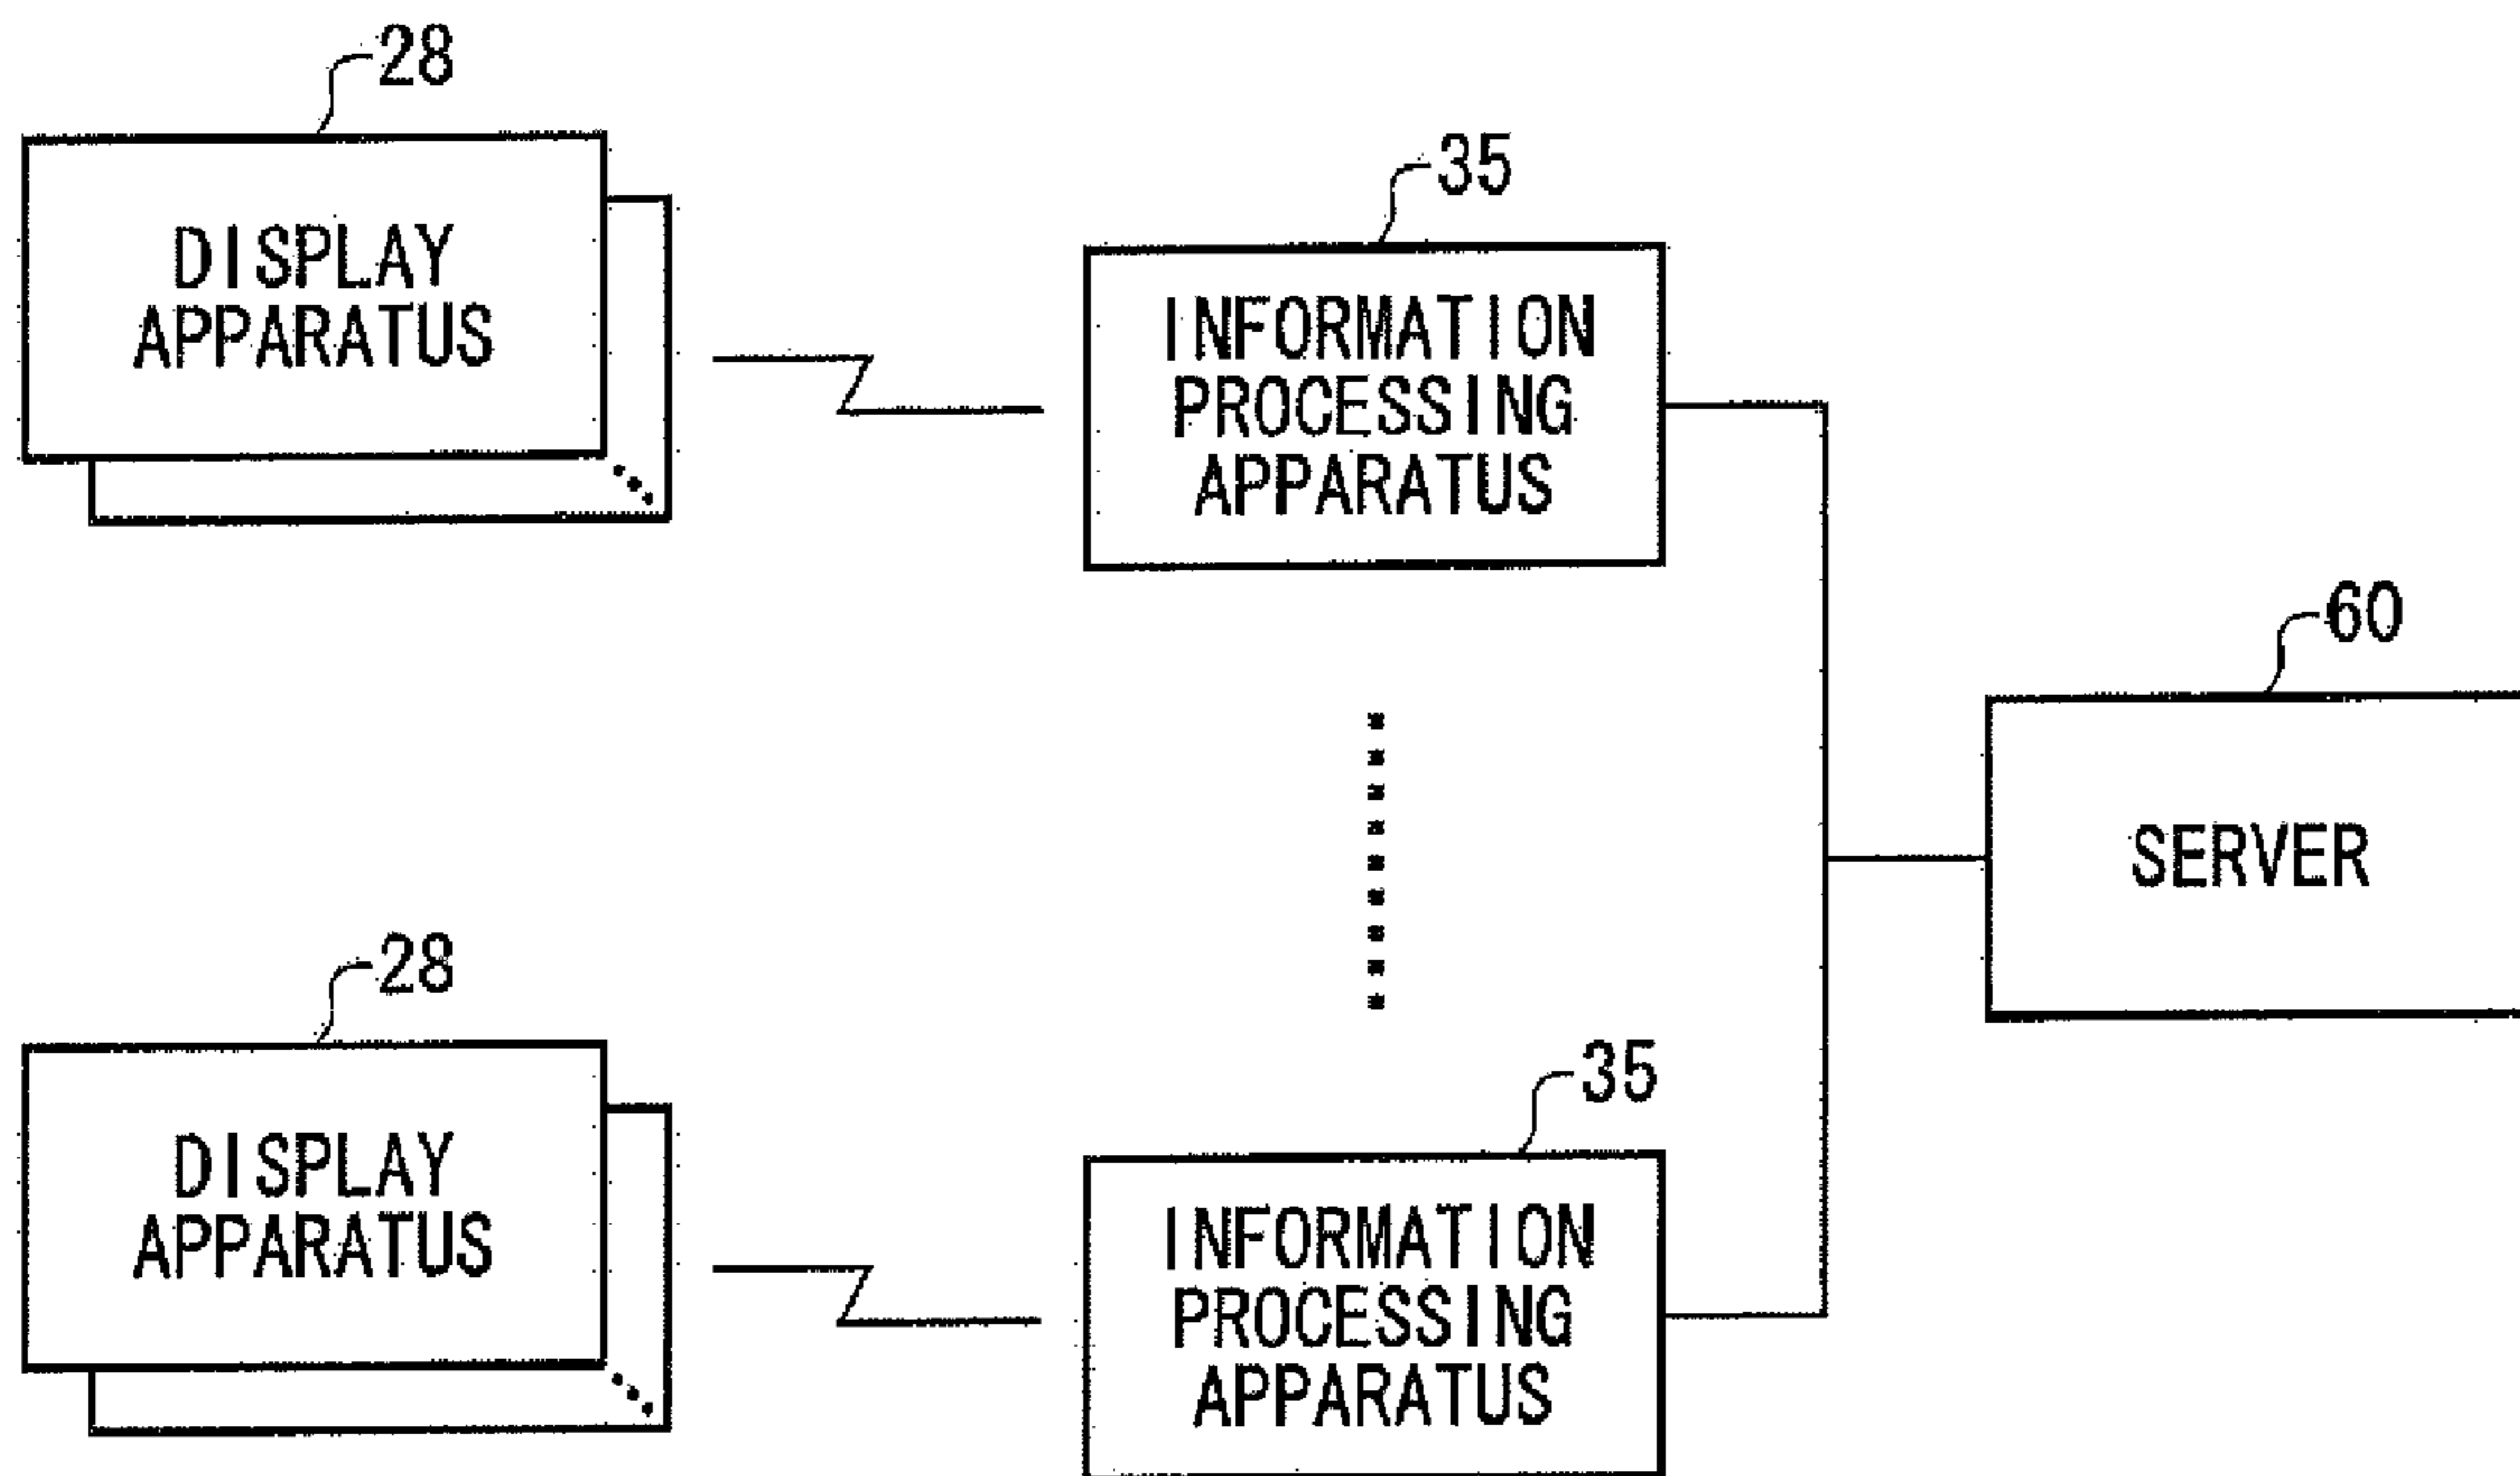 28
DISPLAY
APPARATUS
35
INFORMATION
PROCESSING
APPARATUS
60
SERVER
28
DISPLAY
APPARATUS
35
INFORMATION
PROCESSING
APPARATUS